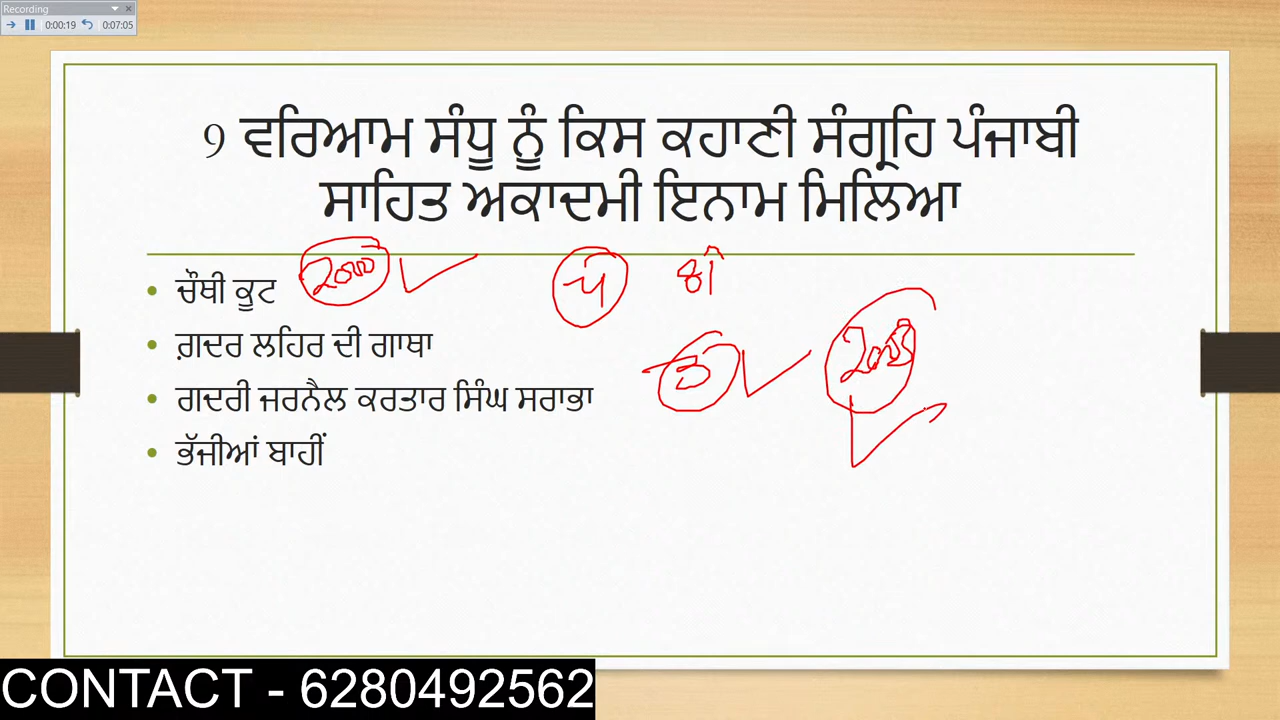 Recording
0:00:19 0:07:05
9 ਵਰਿਆਮ ਸੰਧੂ ਨੂੰ ਕਿਸ ਕਹਾਣੀ ਸੰਗ੍ਰਹਿ ਪੰਜਾਬੀ
ਸਾਹਿਤ ਅਕਾਦਮੀ ਇਨਾਮ ਮਿਲਿਆ
• ਚੌਥੀ ਕੂਟ 2000
• ਗ਼ਦਰ ਲਹਿਰ ਦੀ ਗਾਥਾ
• ਗਦਰੀ ਜਰਨੈਲ ਕਰਤਾਰ ਸਿੰਘ ਸਰਾਭਾ
• ਭੱਜੀਆਂ ਬਾਹੀਂ
CONTACT - 6280492562